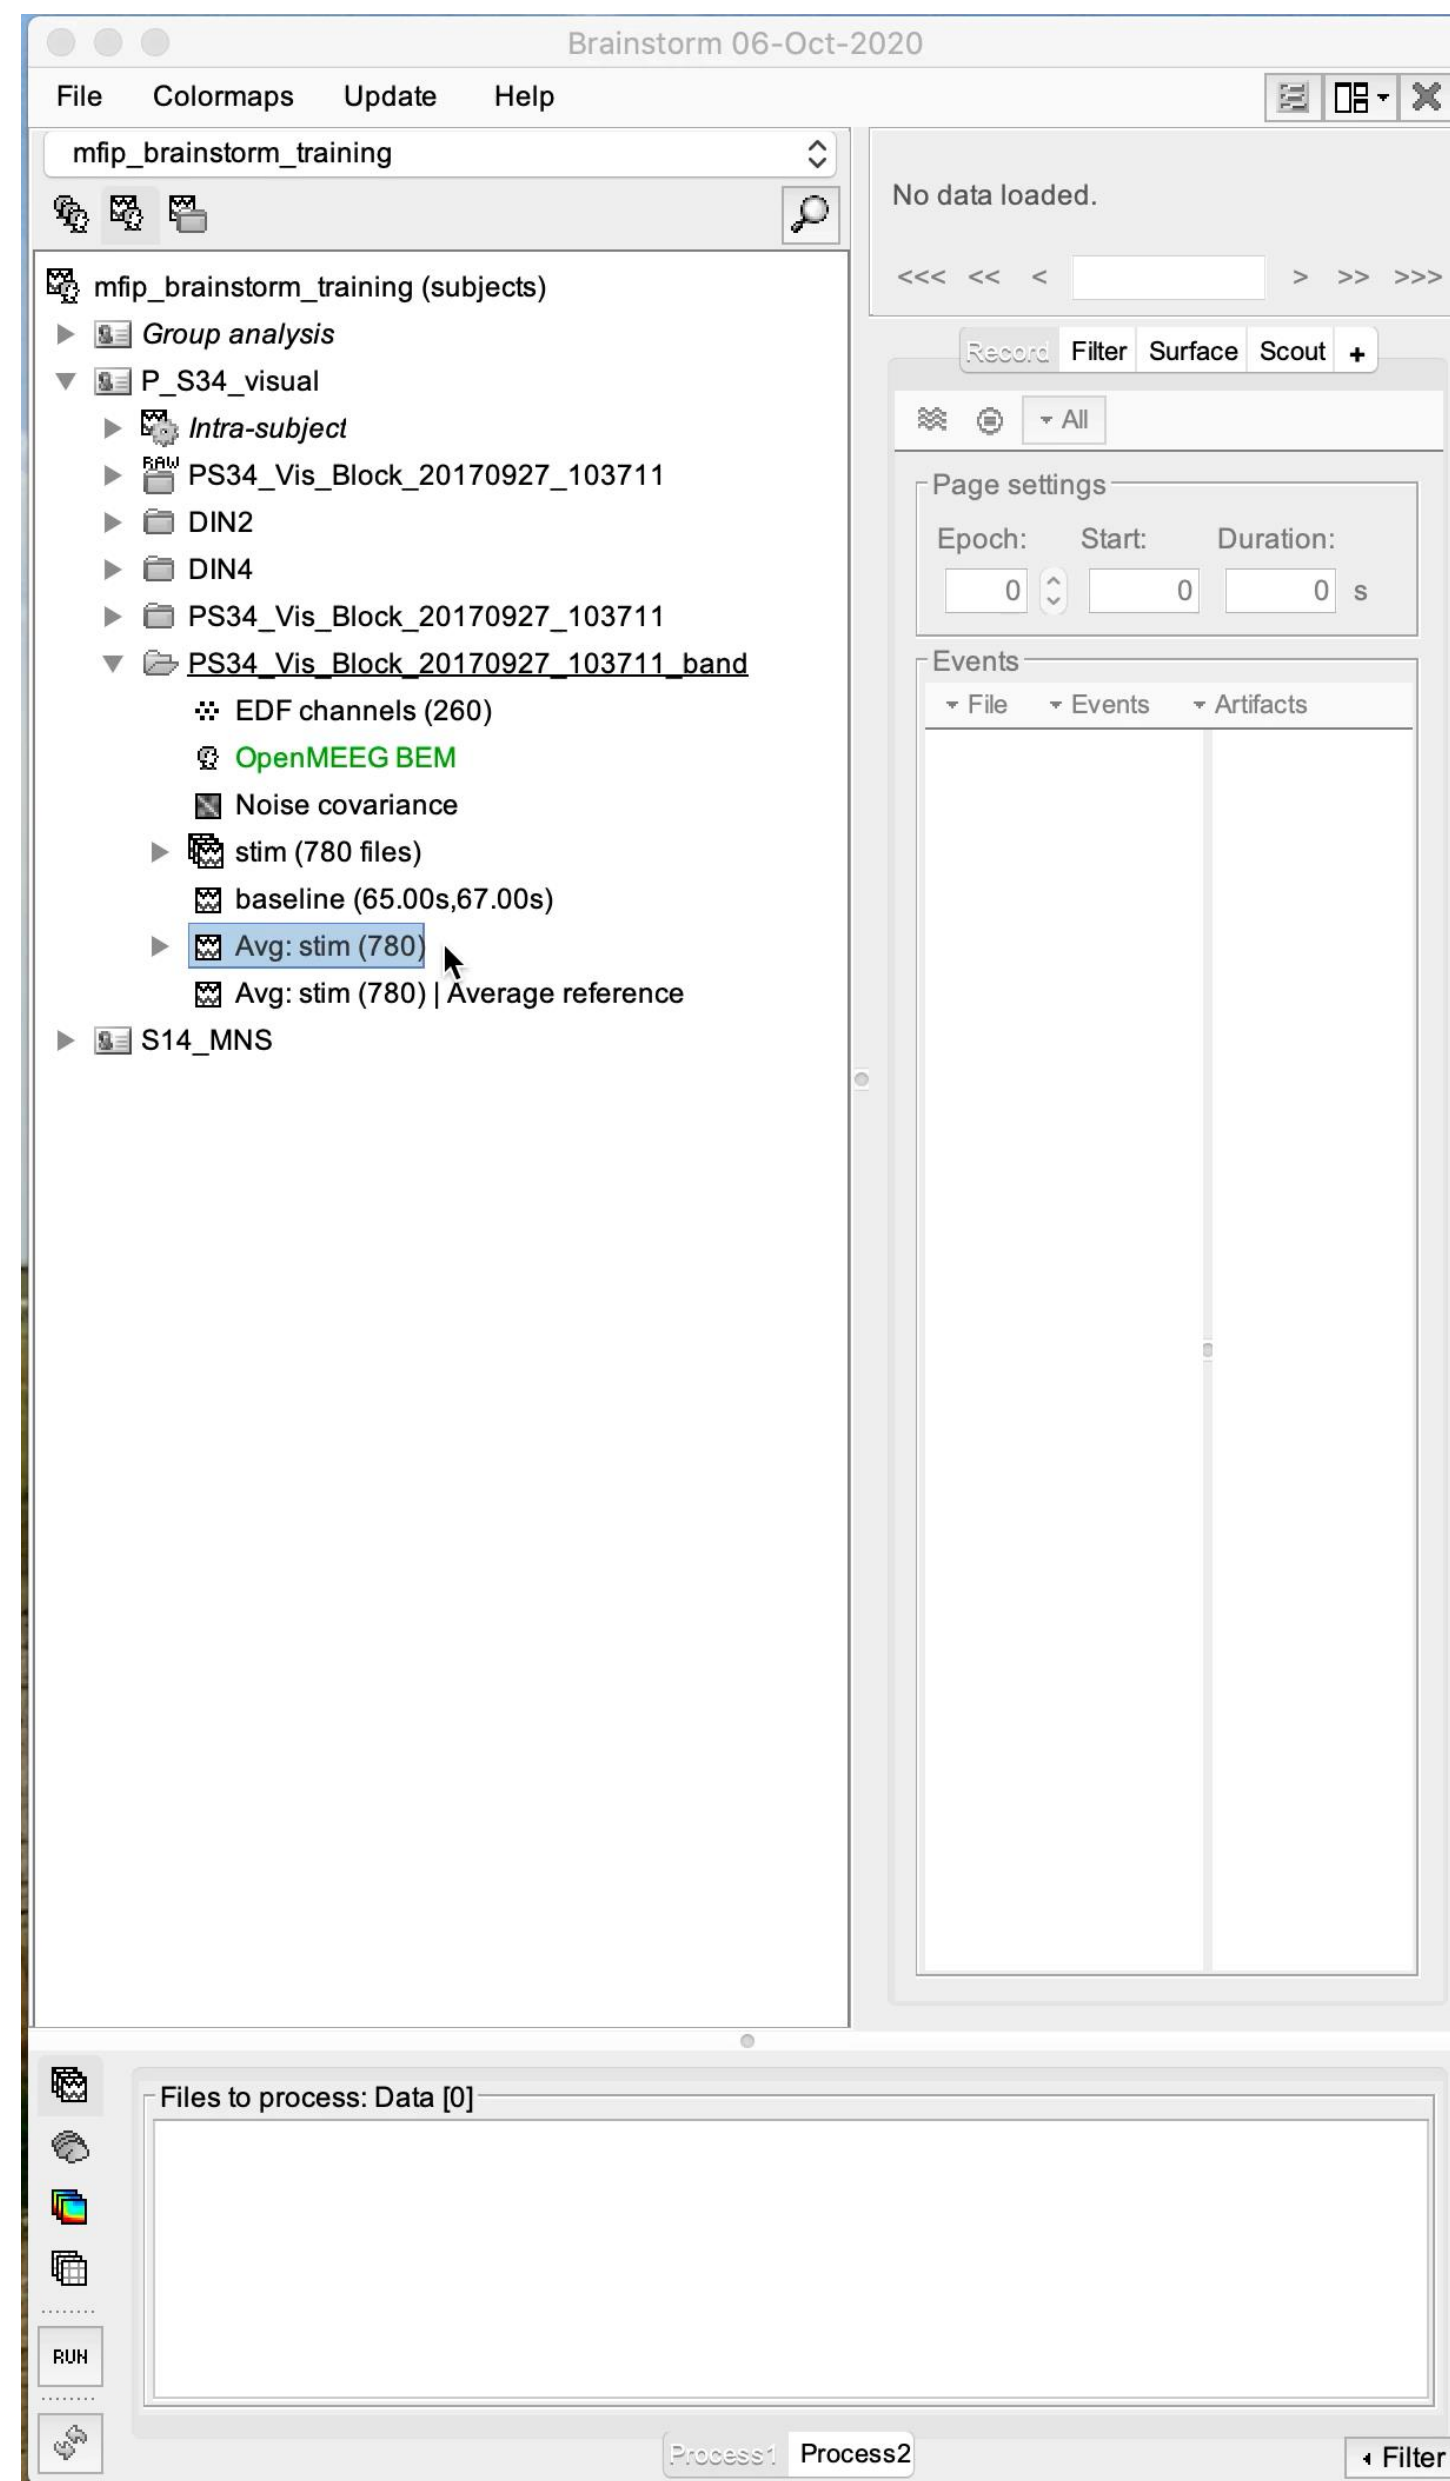 Brainstorm 06-Oct-2020
File Colormaps Update Help
mfip_brainstorm_training
No data loaded.
<<< << < > >> >>>
mfip_brainstorm_training (subjects)
Group analysis
P_S34_visual
Intra-subject
RAW PS34_Vis_Block_20170927_103711
DIN2
DIN4
PS34_Vis_Block_20170927_103711
PS34_Vis_Block_20170927_103711_band
EDF channels (260)
OpenMEEG BEM
Noise covariance
stim (780 files)
baseline (65.00s,67.00s)
Avg: stim (780)
Avg: stim (780) | Average reference
S14_MNS
Record Filter Surface Scout +
All
Page settings
Epoch: Start: Duration:
0 0 0 s
Events
File Events Artifacts
Files to process: Data [0]
RUN
Process1 Process2
Filter